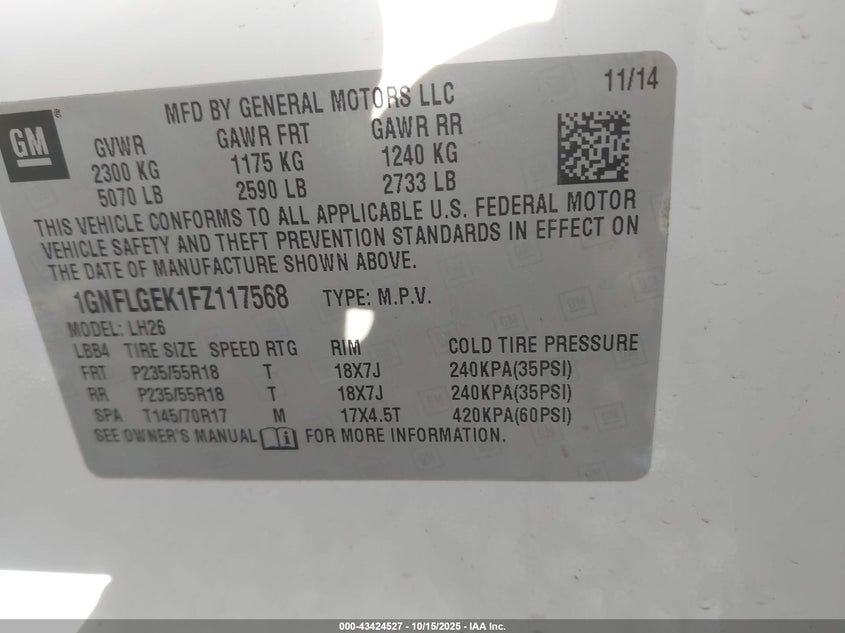 11/14
MFD BY GENERAL MOTORS LLC
GM
GVWR GAWR FRT GAWR RR
2300 KG 1175 KG 1240 KG
5070 LB 2590 LB 2733 LB
THIS VEHICLE CONFORMS TO ALL APPLICABLE U.S. FEDERAL MOTOR
VEHICLE SAFETY AND THEFT PREVENTION STANDARDS IN EFFECT ON
THE DATE OF MANUFACTURE SHOWN ABOVE.
1GNFLGEK1FZ117568 TYPE: M.P.V.
MODEL: LH26
LBB4 TIRE SIZE SPEED RTG RIM COLD TIRE PRESSURE
FRT P235/55R18 T 18X7J 240KPA(35PSI)
RR P235/55R18 T 18X7J 240KPA(35PSI)
SPA T145/70R17 M 17X4.5T 420KPA(60PSI)
SEE OWNER'S MANUAL FOR MORE INFORMATION.
000-43424527 - 10/15/2025 - IAA Inc.